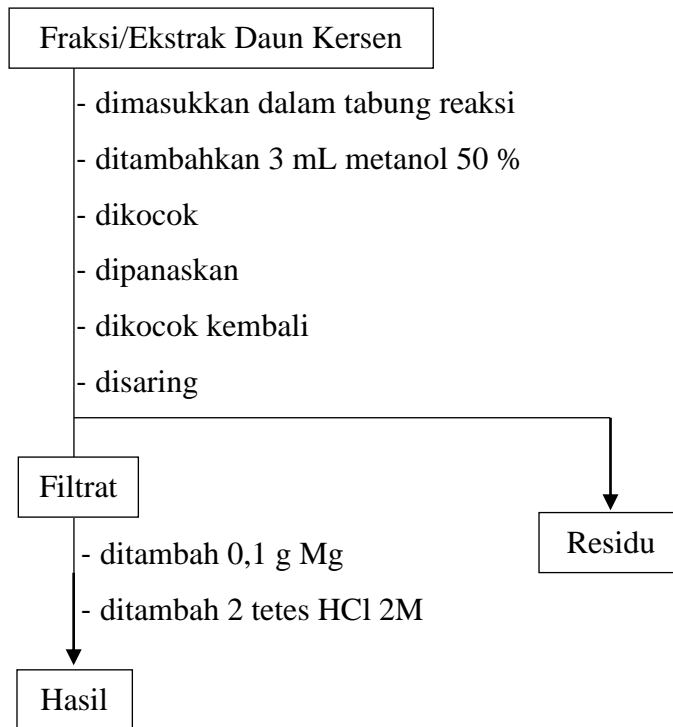 Fraksi/Ekstrak Daun Kersen
- dimasukkan dalam tabung reaksi
- ditambahkan 3 mL metanol 50 %
- dikocok
- dipanaskan
- dikocok kembali
- disaring
Filtrat
Residu
- ditambah 0,1 g Mg
- ditambah 2 tetes HCl 2M
Hasil